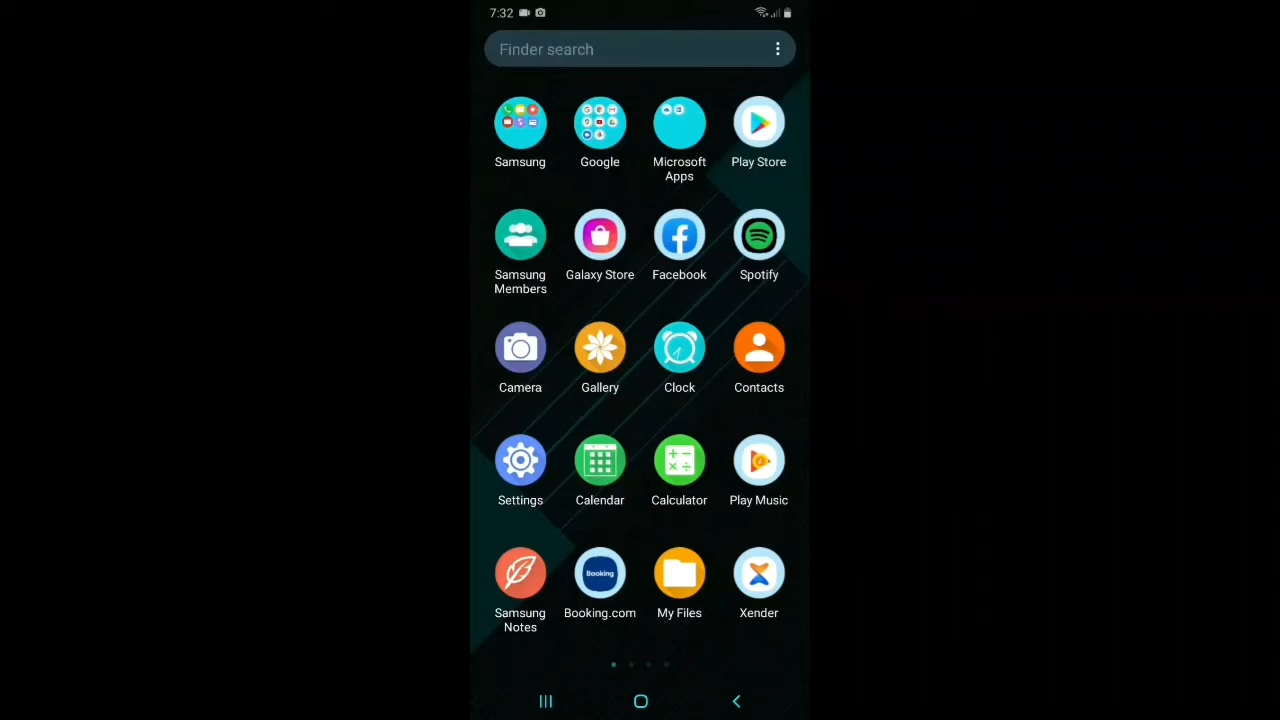 7:32
Finder search
Samsung
Google
Microsoft
Apps
Play Store
Samsung
Members
Galaxy Store
Facebook
Spotify
Camera
Gallery
Clock
Contacts
Settings
Calendar
Calculator
Play Music
Booking
Samsung
Notes
Booking.com
My Files
Xender